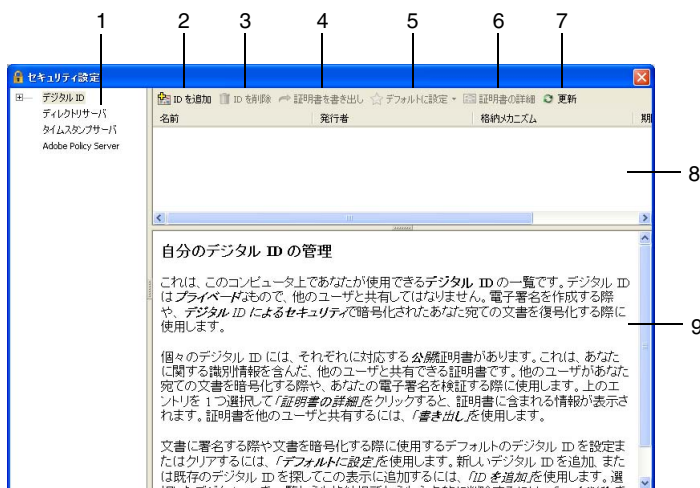 1 2 3 4 5 6 7
セキュリティ設定
デジタル ID
ディレクトリサーバ
タイムスタンプサーバ
Adobe Policy Server
ID を追加 ID を削除 証明書を書き出し デフォルトに設定 証明書の詳細 更新
名前 発行者 格納メカニズム 期
8
自分のデジタル ID の管理
これは、このコンピュータ上であなたが使用できるデジタル ID の一覧です。デジタル ID
はプライベートなもので、他のユーザと共有してはなりません。電子署名を作成する際
や、デジタル ID によるセキュリティで暗号化されたあなた宛ての文書を復号化する際に
使用します。
9
個々のデジタル ID には、それぞれに対応する公開証明書があります。これは、あなた
に関する識別情報を含んだ、他のユーザと共有できる証明書です。他のユーザがあなた
宛ての文書を暗号化する際や、あなたの電子署名を検証する際に使用します。上のエ
ントリを 1 つ選択して「証明書の詳細」をクリックすると、証明書に含まれる情報が表示さ
れます。証明書を他のユーザと共有するには、「書き出し」を使用します。
文書に署名する際や文書を暗号化する際に使用するデフォルトのデジタル ID を設定ま
たはクリアするには、「デフォルトに設定」を使用します。新しいデジタル ID を追加、また
は既存のデジタル ID を探してこの表示に追加するには、「ID を追加」を使用します。選